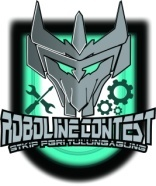 ROBOLINE CONTEST
STKIP PGRI TULUNGAGUNG